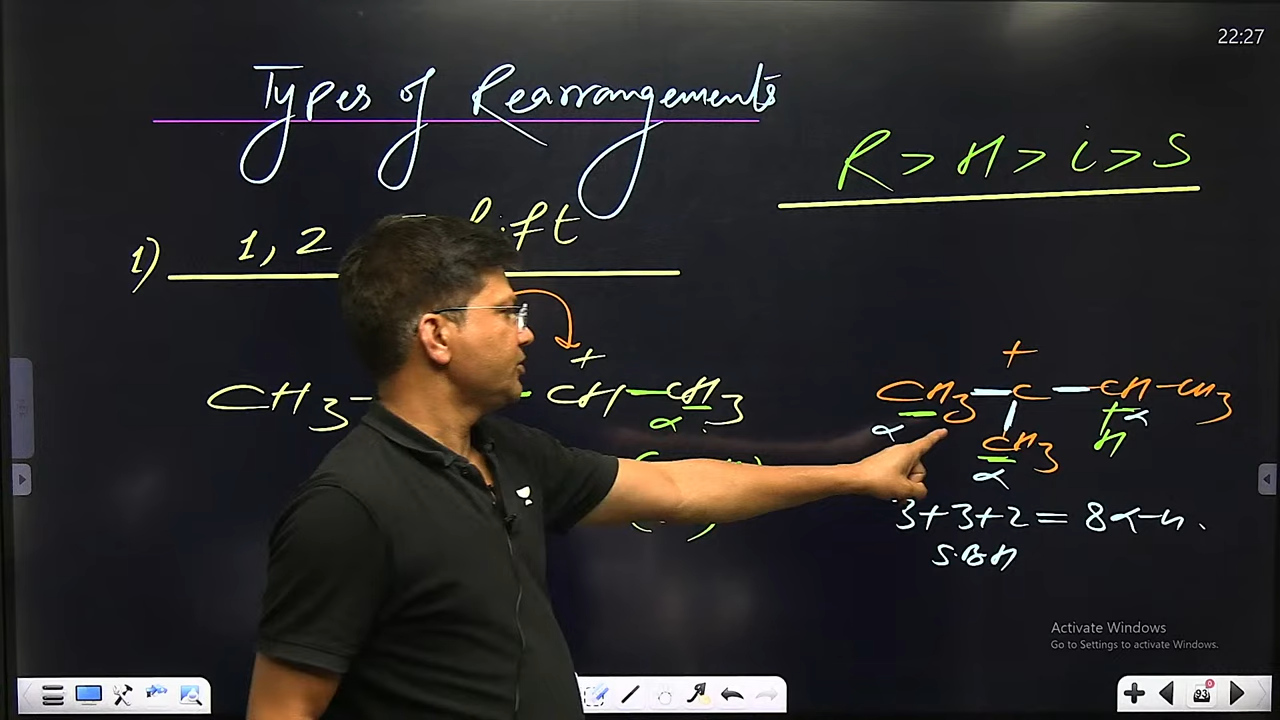 22:27
Types of Rearrangements
R > H > i > S
1) 1, 2
+
CH3-
CH - CH3
α
+
CH3 - C - CH - CH3
α CH3 H α
α
3+3+2 = 8 α-H.
S.B.H
Activate Windows
Go to Settings to activate Windows.
93